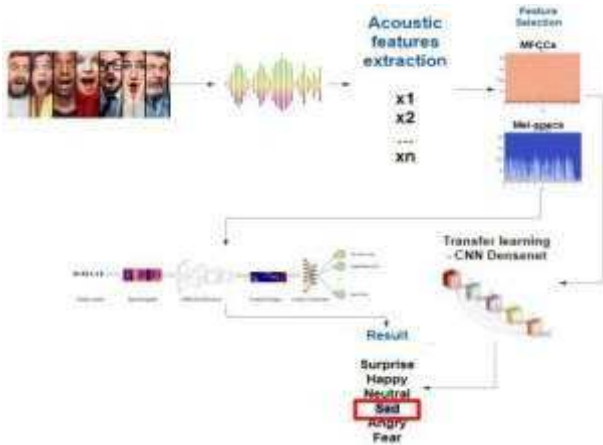 Acoustic
features
extraction
x1
x2
...
xn
Feature
Selection
MFCCs
Mel-specs
Transfer learning
- CNN Densenet
Result
Surprise
Happy
Neutral
Sad
Angry
Fear